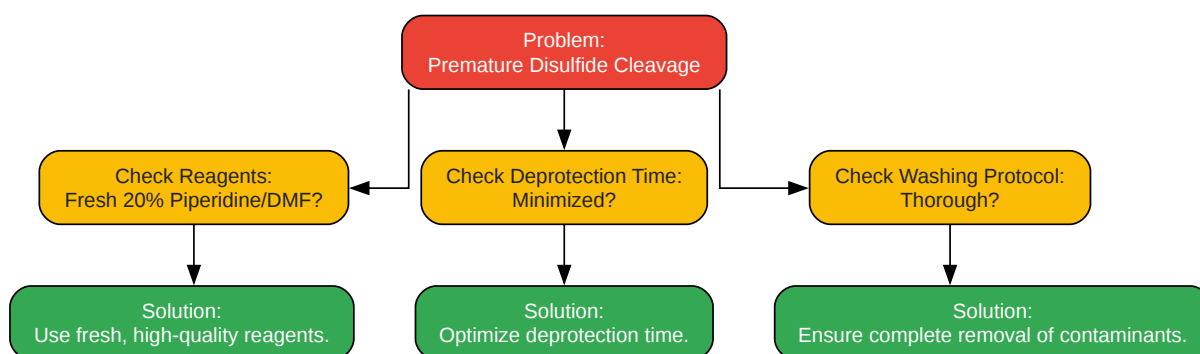 Problem:
Premature Disulfide Cleavage
Check Reagents:
Fresh 20% Piperidine/DMF?
Check Deprotection Time:
Minimized?
Check Washing Protocol:
Thorough?
Solution:
Use fresh, high-quality reagents.
Solution:
Optimize deprotection time.
Solution:
Ensure complete removal of contaminants.